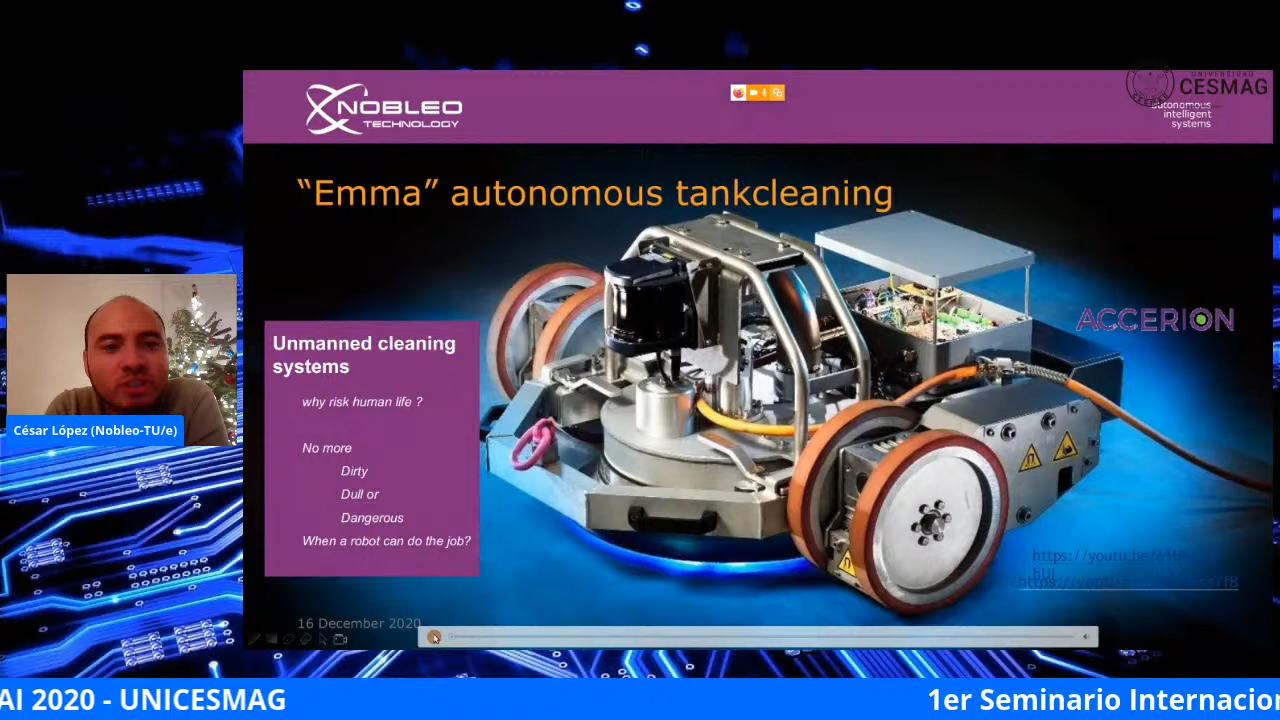 NOBLEO
TECHNOLOGY
UNIVERSIDAD
CESMAG
autonomous
intelligent
systems
“Emma” autonomous tankcleaning
ACCERION
Unmanned cleaning
systems
why risk human life ?
No more
Dirty
Dull or
Dangerous
When a robot can do the job?
César López (Nobleo-TU/e)
16 December 2020
AI 2020 - UNICESMAG
1er Seminario Internacion